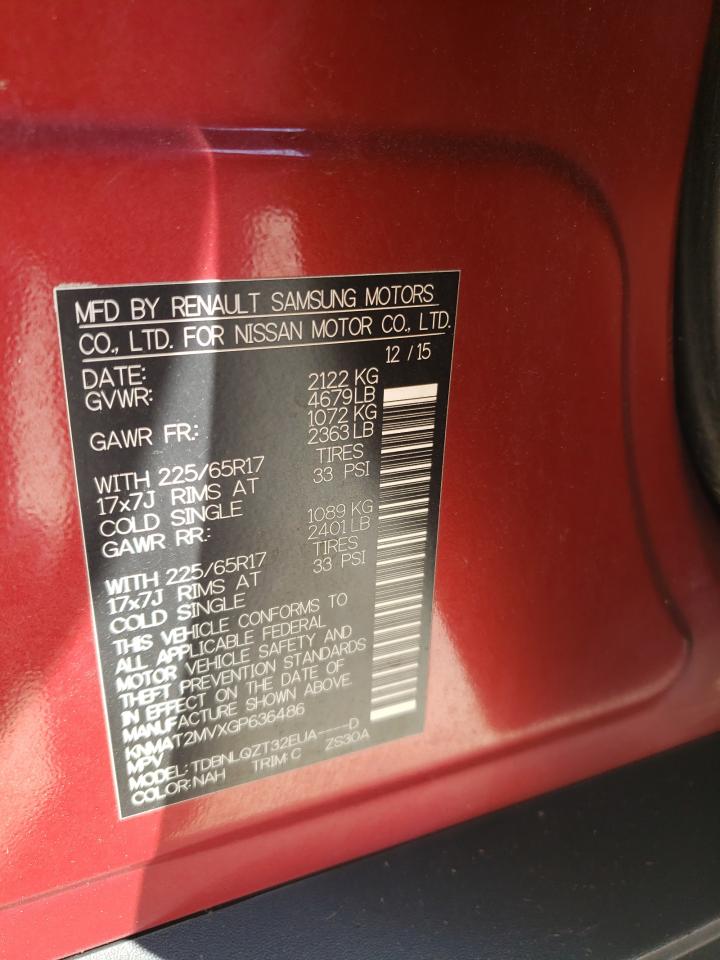 MFD BY RENAULT SAMSUNG MOTORS
CO., LTD. FOR NISSAN MOTOR CO., LTD.
DATE: 12 / 15
GVWR: 2122 KG
4679LB
GAWR FR.: 1072 KG
2363LB
WITH 225/65R17 TIRES
17x7J RIMS AT 33 PSI
COLD SINGLE
GAWR RR.: 1089 KG
2401LB
WITH 225/65R17 TIRES
17x7J RIMS AT 33 PSI
COLD SINGLE
THIS VEHICLE CONFORMS TO
ALL APPLICABLE FEDERAL
MOTOR VEHICLE SAFETY AND
THEFT PREVENTION STANDARDS
IN EFFECT ON THE DATE OF
MANUFACTURE SHOWN ABOVE.
KNMAT2MVXGP636486
MPV
MODEL: TDBNLQZT32EUA----D
COLOR: NAH TRIM: C ZS30A